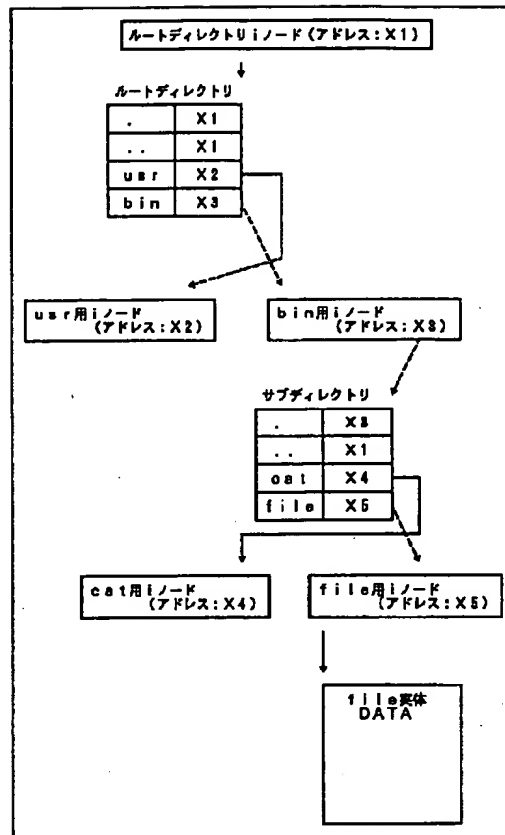 ルートディレクトリiノード(アドレス:X1)
ルートディレクトリ
. X1
.. X1
usr X2
bin X3
usr用iノード
(アドレス:X2)
bin用iノード
(アドレス:X3)
サブディレクトリ
. X3
.. X1
cat X4
file X5
cat用iノード
(アドレス:X4)
file用iノード
(アドレス:X5)
file実体
DATA